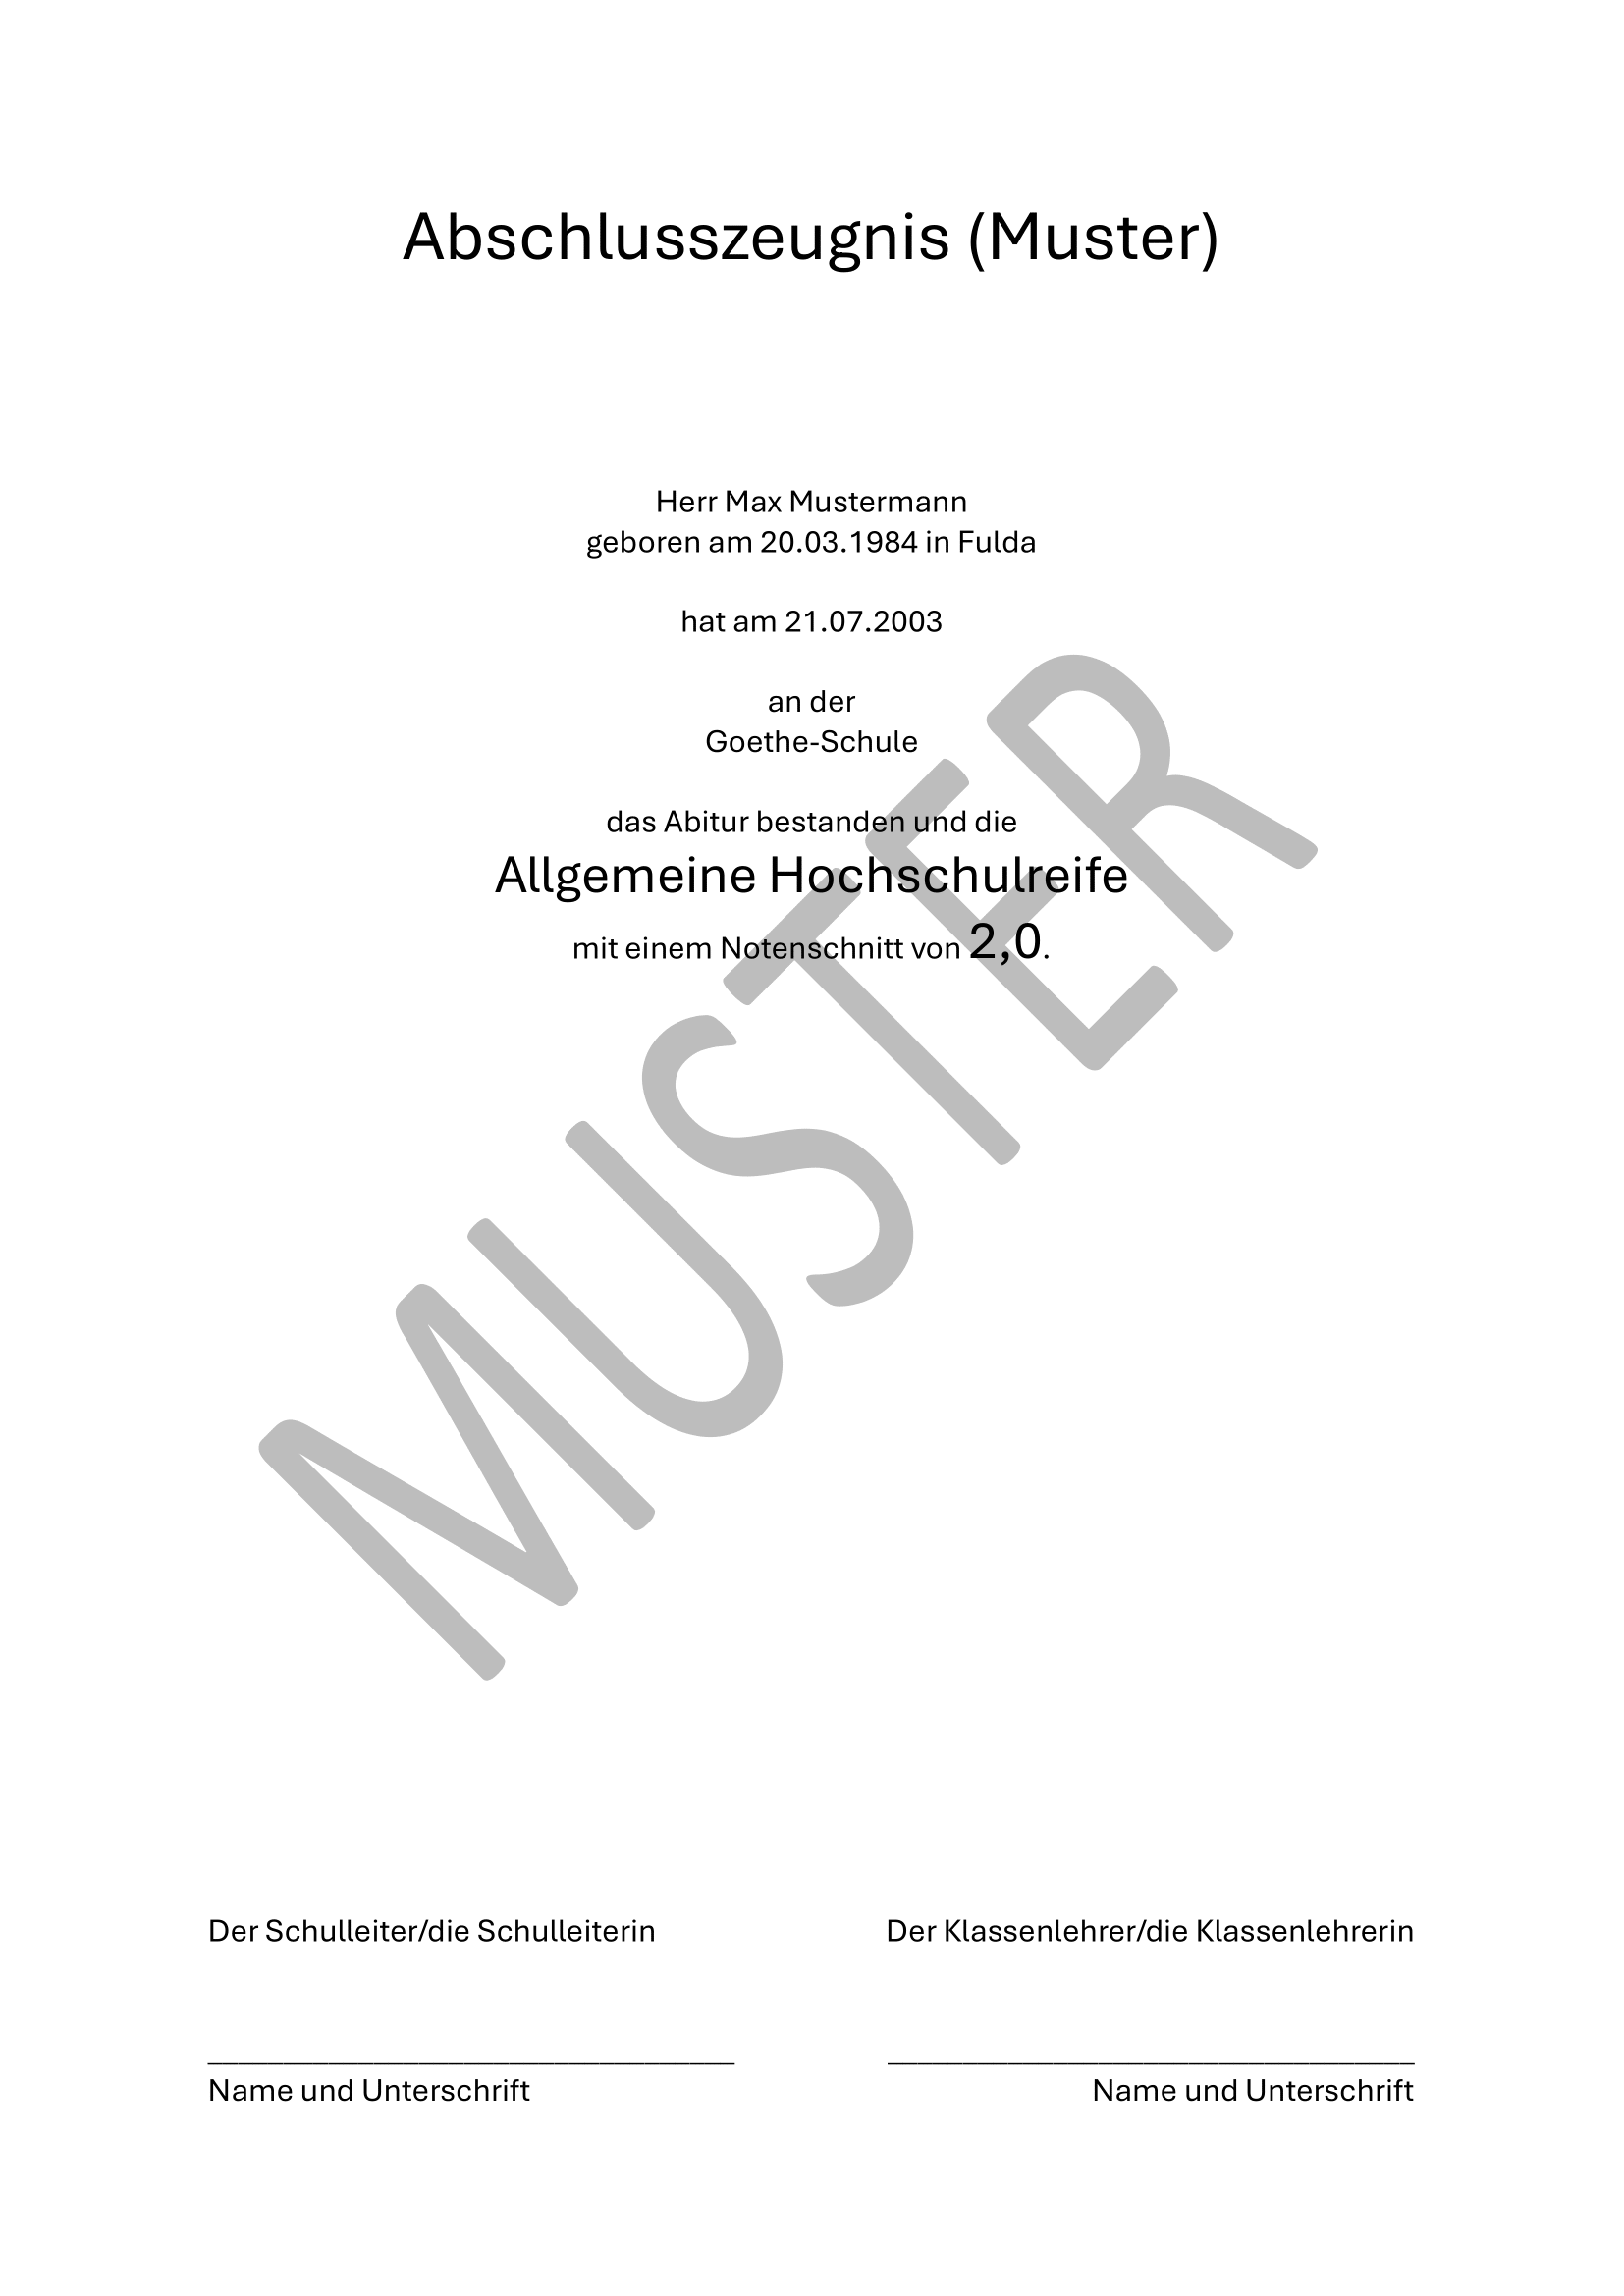 Abschlusszeugnis (Muster)
Herr Max Mustermann
geboren am 20.03.1984 in Fulda
hat am 21.07.2003
an der
Goethe-Schule
das Abitur bestanden und die
Allgemeine Hochschulreife
mit einem Notenschnitt von 2,0.
MUSTER
Der Schulleiter/die Schulleiterin
Der Klassenlehrer/die Klassenlehrerin
Name und Unterschrift
Name und Unterschrift